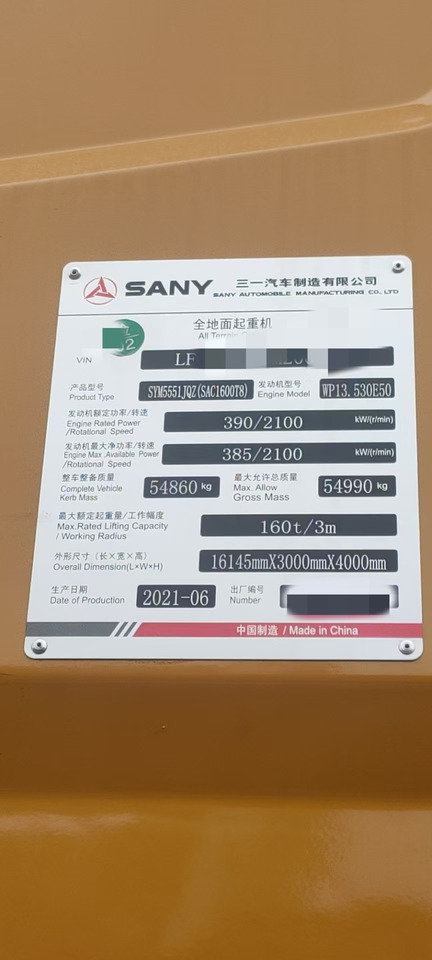 SANY 三一汽车制造有限公司
SANY AUTOMOBILE MANUFACTURING CO., LTD
全地面起重机
All Terrain
VIN LF
产品型号 SYM5551JQZ(SAC1600T8) 发动机型号 WP13.530E50
Product Type Engine Model
发动机额定功率/转速 390/2100 kW/(r/min)
Engine Rated Power
/Rotational Speed
发动机最大净功率/转速 385/2100 kW/(r/min)
Engine Max .Available Power
/Rotational Speed
整车整备质量 54860 kg 最大允许总质量 54990 kg
Complete Vehicle Max. Allow
Kerb Mass Gross Mass
最大额定起重量/工作幅度 160t/3m
Max.Rated Lifting Capacity
/ Working Radius
外形尺寸（长×宽×高） 16145mmX3000mmX4000mm
Overall Dimension(L×W×H)
生产日期 2021-06 出厂编号
Date of Production Number
中国制造 / Made in China